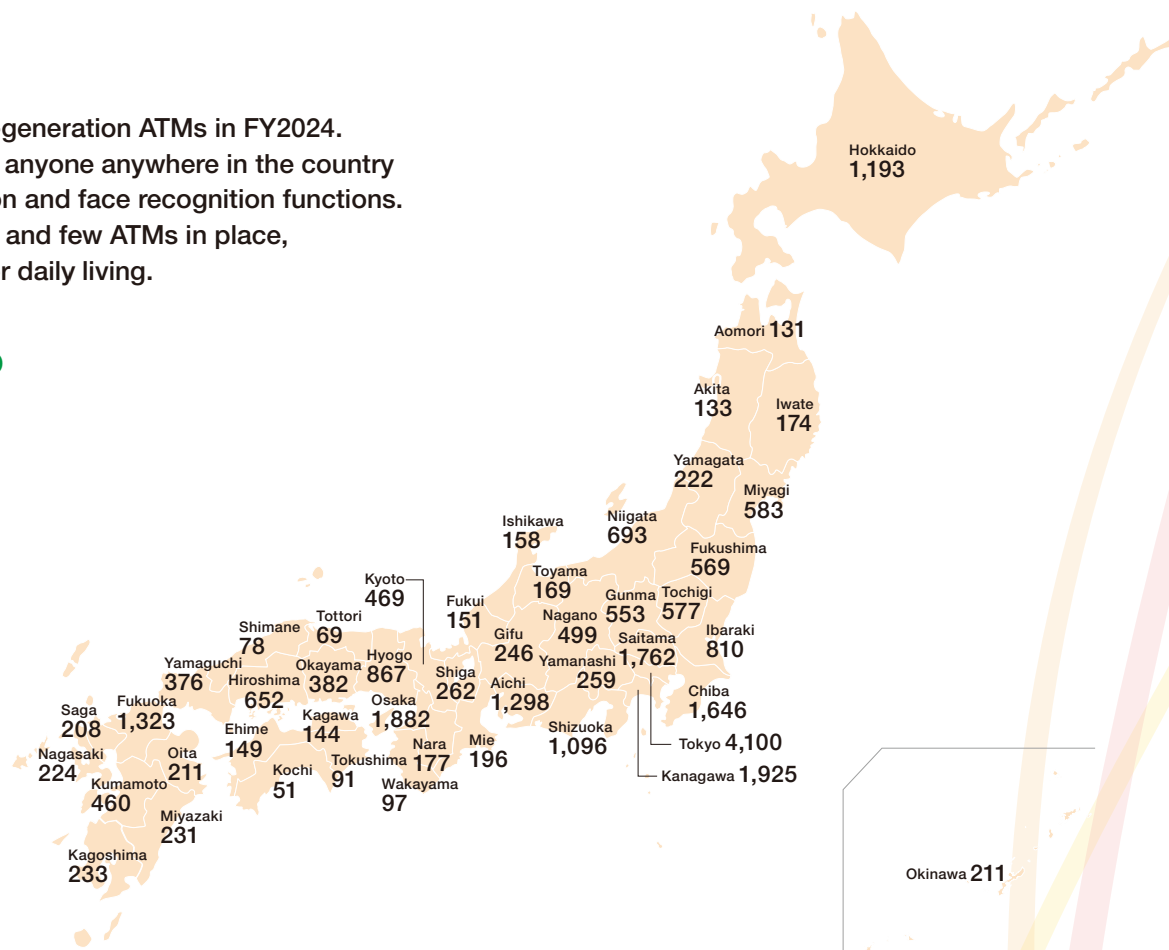 generation ATMs in FY2024.
anyone anywhere in the country
on and face recognition functions.
and few ATMs in place,
r daily living.
Hokkaido
1,193
Aomori 131
Akita
133
Iwate
174
Yamagata
222
Miyagi
583
Ishikawa
158
Niigata
693
Fukushima
569
Toyama
169
Kyoto
469
Gunma
553
Tochigi
577
Fukui
151
Nagano
499
Tottori
69
Shimane
78
Gifu
246
Saitama
1,762
Ibaraki
810
Yamaguchi
376
Okayama
382
Hyogo
867
Yamanashi
259
Hiroshima
652
Shiga
262
Aichi
1,298
Chiba
1,646
Saga
208
Fukuoka
1,323
Osaka
1,882
Kagawa
144
Ehime
149
Shizuoka
1,096
Mie
196
Tokyo 4,100
Nagasaki
224
Oita
211
Nara
177
Tokushima
91
Kochi
51
Kanagawa 1,925
Kumamoto
460
Wakayama
97
Miyazaki
231
Kagoshima
233
Okinawa 211